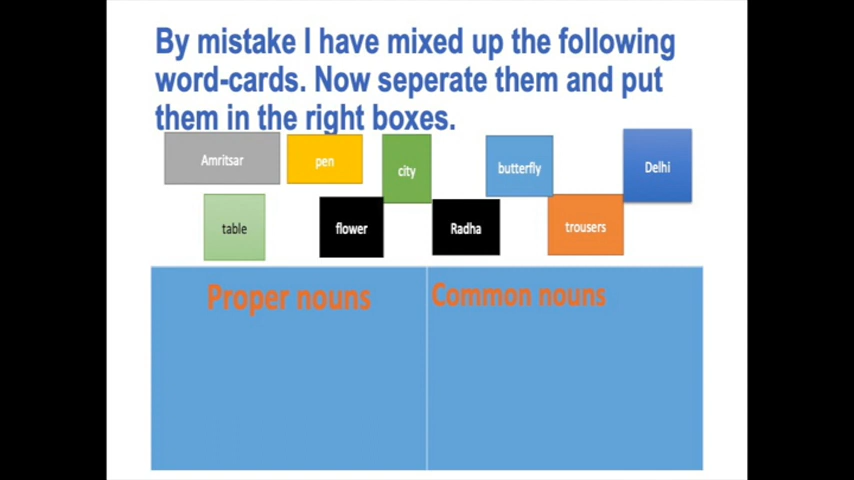 By mistake I have mixed up the following
word-cards. Now seperate them and put
them in the right boxes.
Amritsar
pen
city
butterfly
Delhi
table
flower
Radha
trousers
Proper nouns
Common nouns